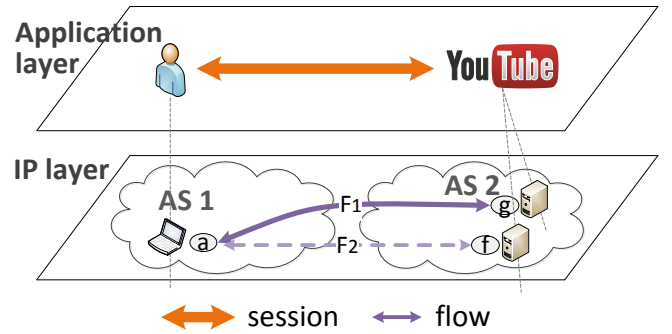 Application
layer
YouTube
IP layer
AS 1
AS 2
F1
g
a
F2
f
session
flow